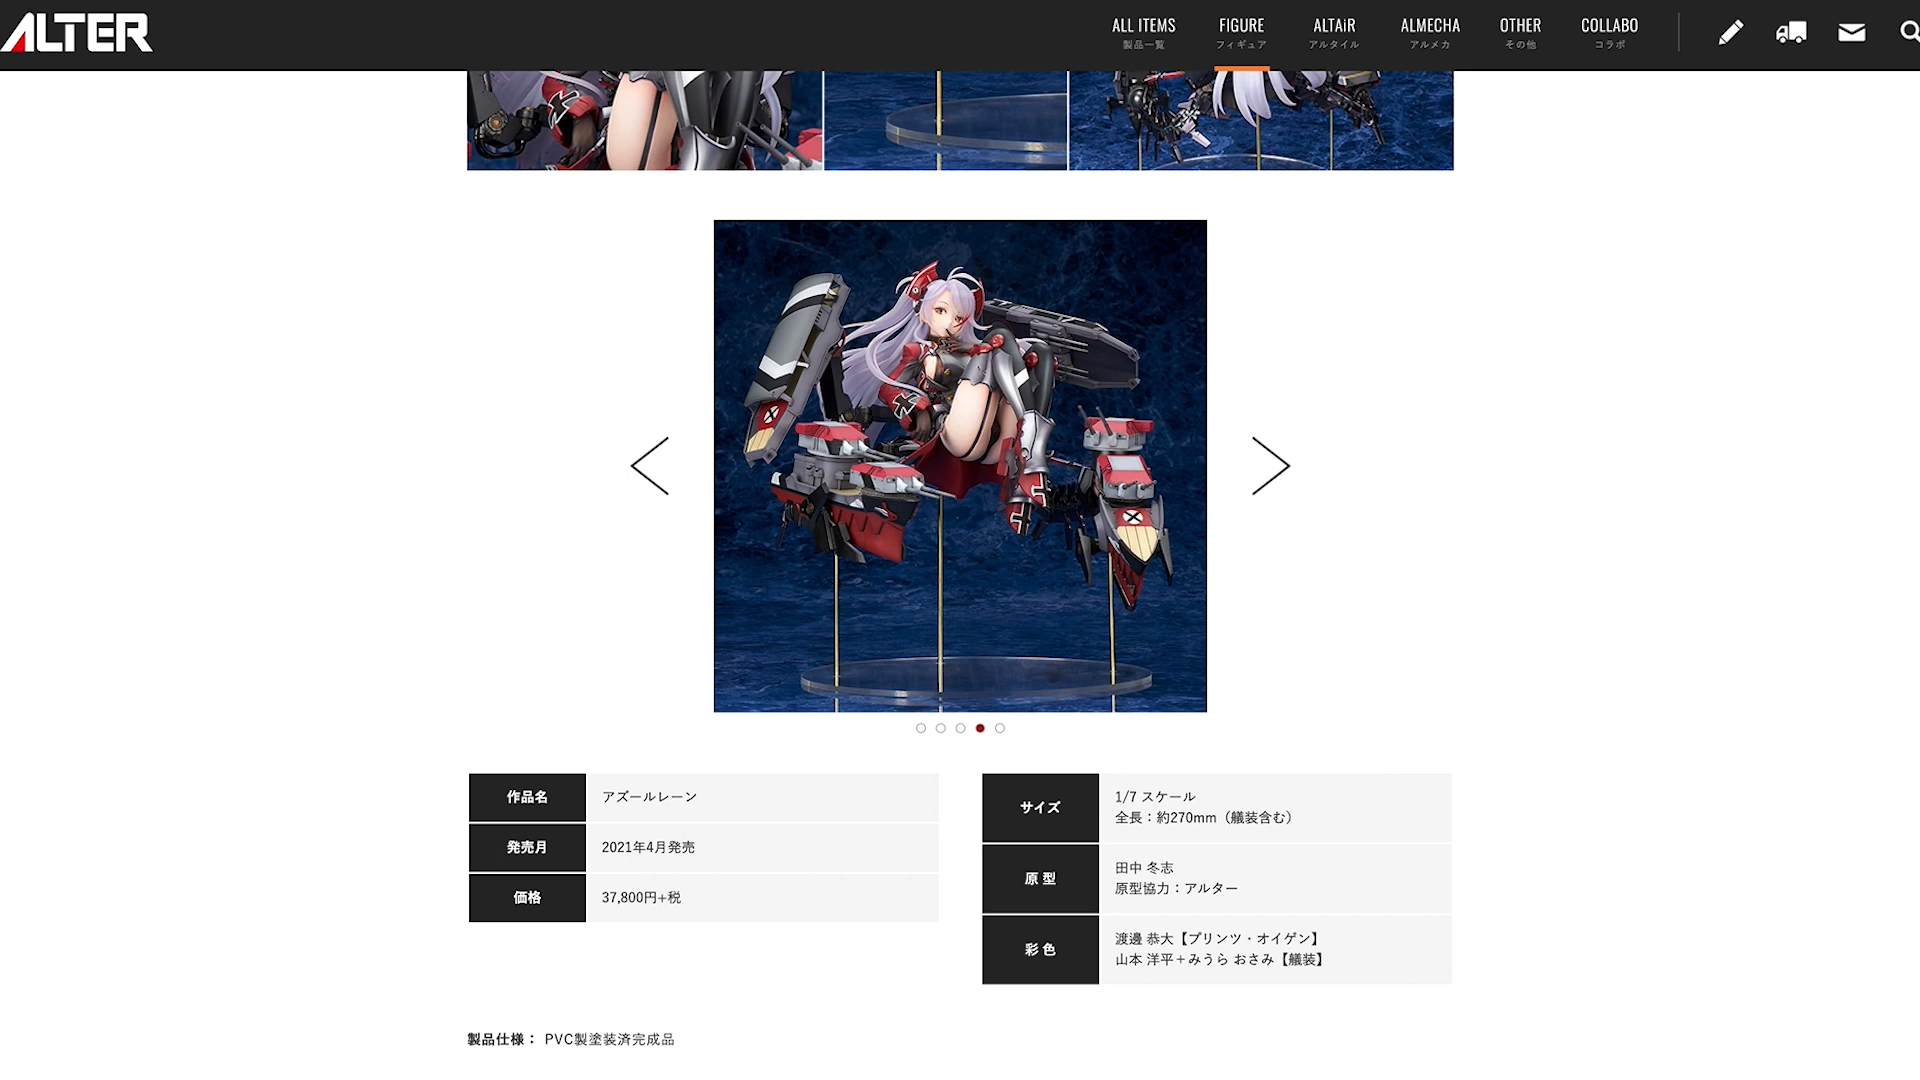 ALTER
ALL ITEMS
製品一覧
FIGURE
フィギュア
ALTAiR
アルタイル
ALMECHA
アルメカ
OTHER
その他
COLLABO
コラボ
作品名
アズールレーン
発売月
2021年4月発売
価格
37,800円+税
サイズ
1/7 スケール
全長：約270mm（艤装含む）
原 型
田中 冬志
原型協力：アルター
彩 色
渡邊 恭大【プリンツ・オイゲン】
山本 洋平＋みうら おさみ【艤装】
製品仕様： PVC製塗装済完成品